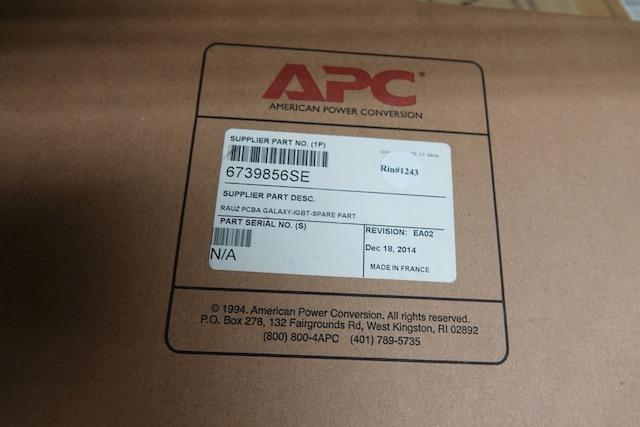 APC
AMERICAN POWER CONVERSION
SUPPLIER PART NO. (1P)
6739856SE
Rin#1243
SUPPLIER PART DESC.
RAUZ PCBA GALAXY-IGBT-SPARE PART
PART SERIAL NO. (S)
N/A
REVISION: EA02
Dec 18, 2014
MADE IN FRANCE
© 1994. American Power Conversion. All rights reserved.
P.O. Box 278, 132 Fairgrounds Rd, West Kingston, RI 02892
(800) 800-4APC (401) 789-5735